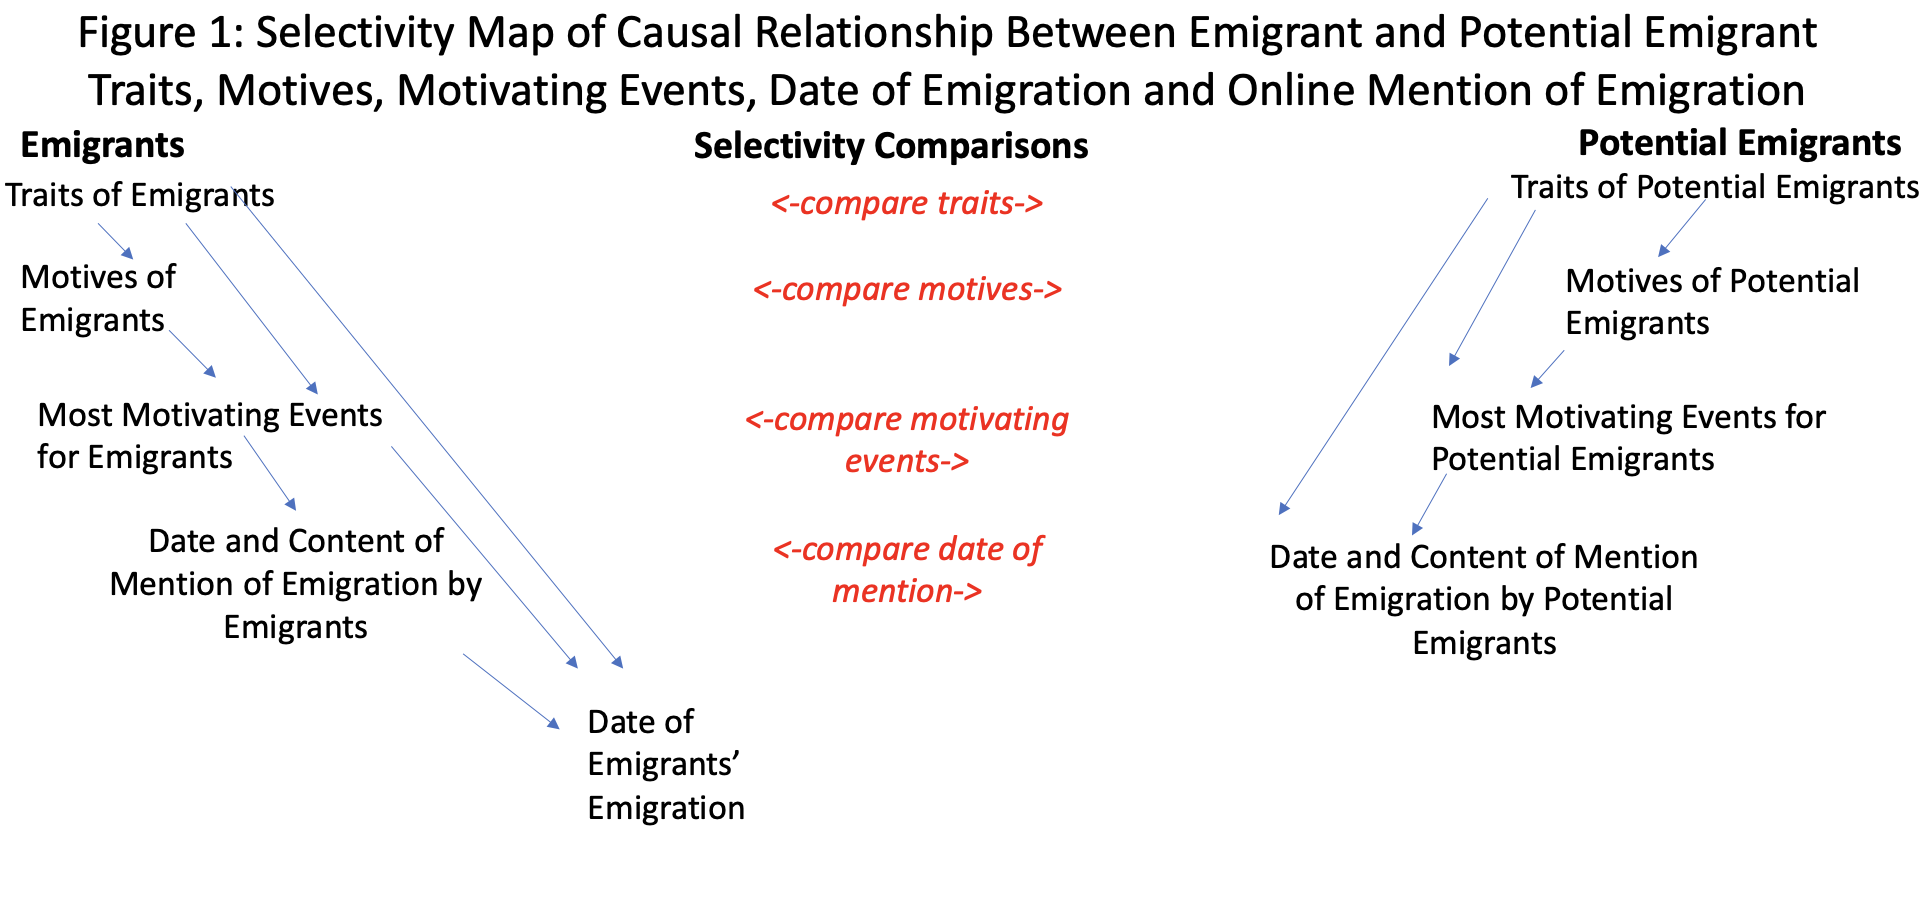 Figure 1: Selectivity Map of Causal Relationship Between Emigrant and Potential Emigrant
Traits, Motives, Motivating Events, Date of Emigration and Online Mention of Emigration
Emigrants
Traits of Emigrants
Motives of
Emigrants
Most Motivating Events
for Emigrants
Date and Content of
Mention of Emigration by
Emigrants
Date of
Emigrants’
Emigration
Selectivity Comparisons
<-compare traits->
<-compare motives->
<-compare motivating
events->
<-compare date of
mention->
Potential Emigrants
Traits of Potential Emigrants
Motives of Potential
Emigrants
Most Motivating Events for
Potential Emigrants
Date and Content of Mention
of Emigration by Potential
Emigrants